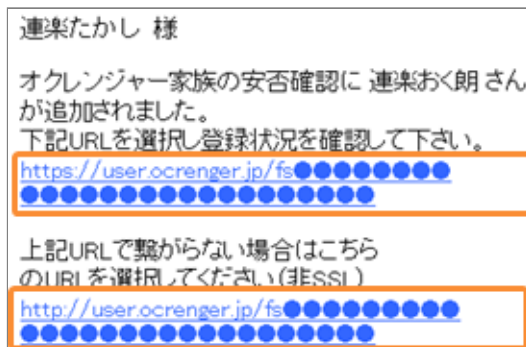 連楽たかし 様
オクレンジャー家族の安否確認に 連楽おく朗 さん
が追加されました。
下記URLを選択し登録状況を確認して下さい。
https://user.ocrenger.jp/fs●●●●●●●●
●●●●●●●●●●●●●●●●●●
上記URLで繋がらない場合はこちら
のURLを選択してください(非SSL)
http://user.ocrenger.jp/fs●●●●●●●●●
●●●●●●●●●●●●●●●●●●